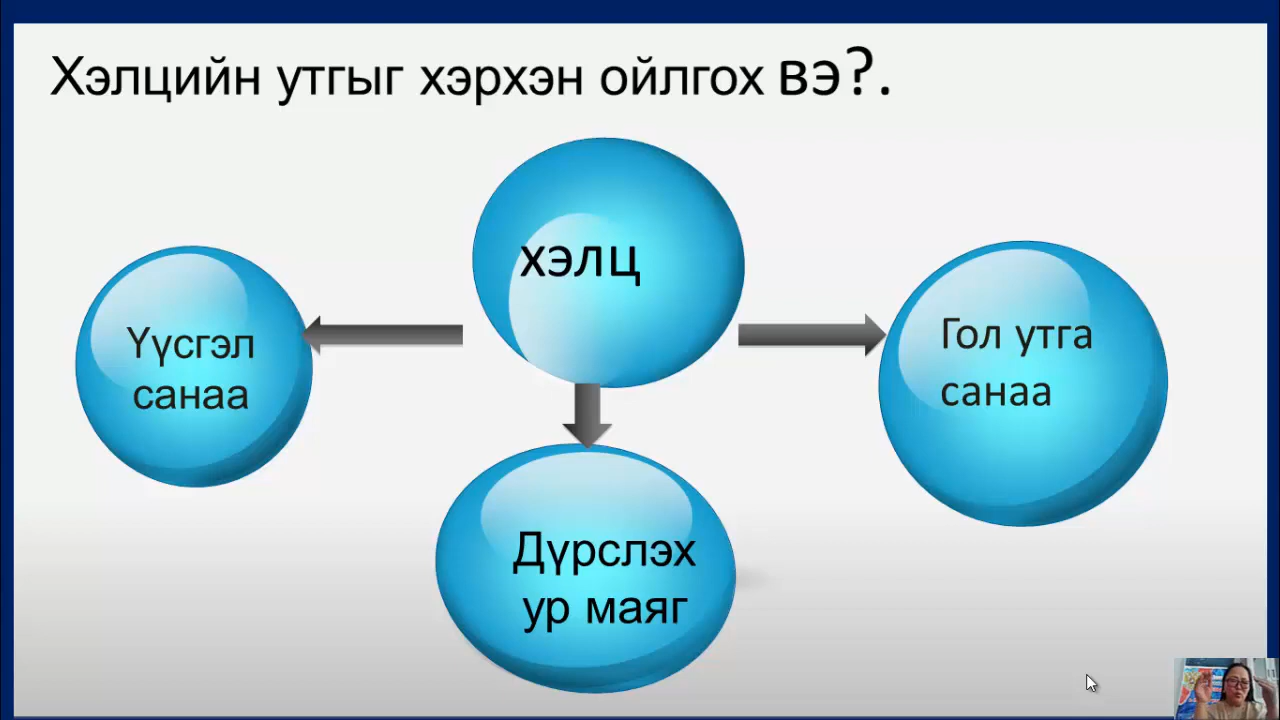 Хэлцийн утгыг хэрхэн ойлгох вэ?.
хэлц
Үүсгэл
санаа
Гол утга
санаа
Дүрслэх
ур маяг